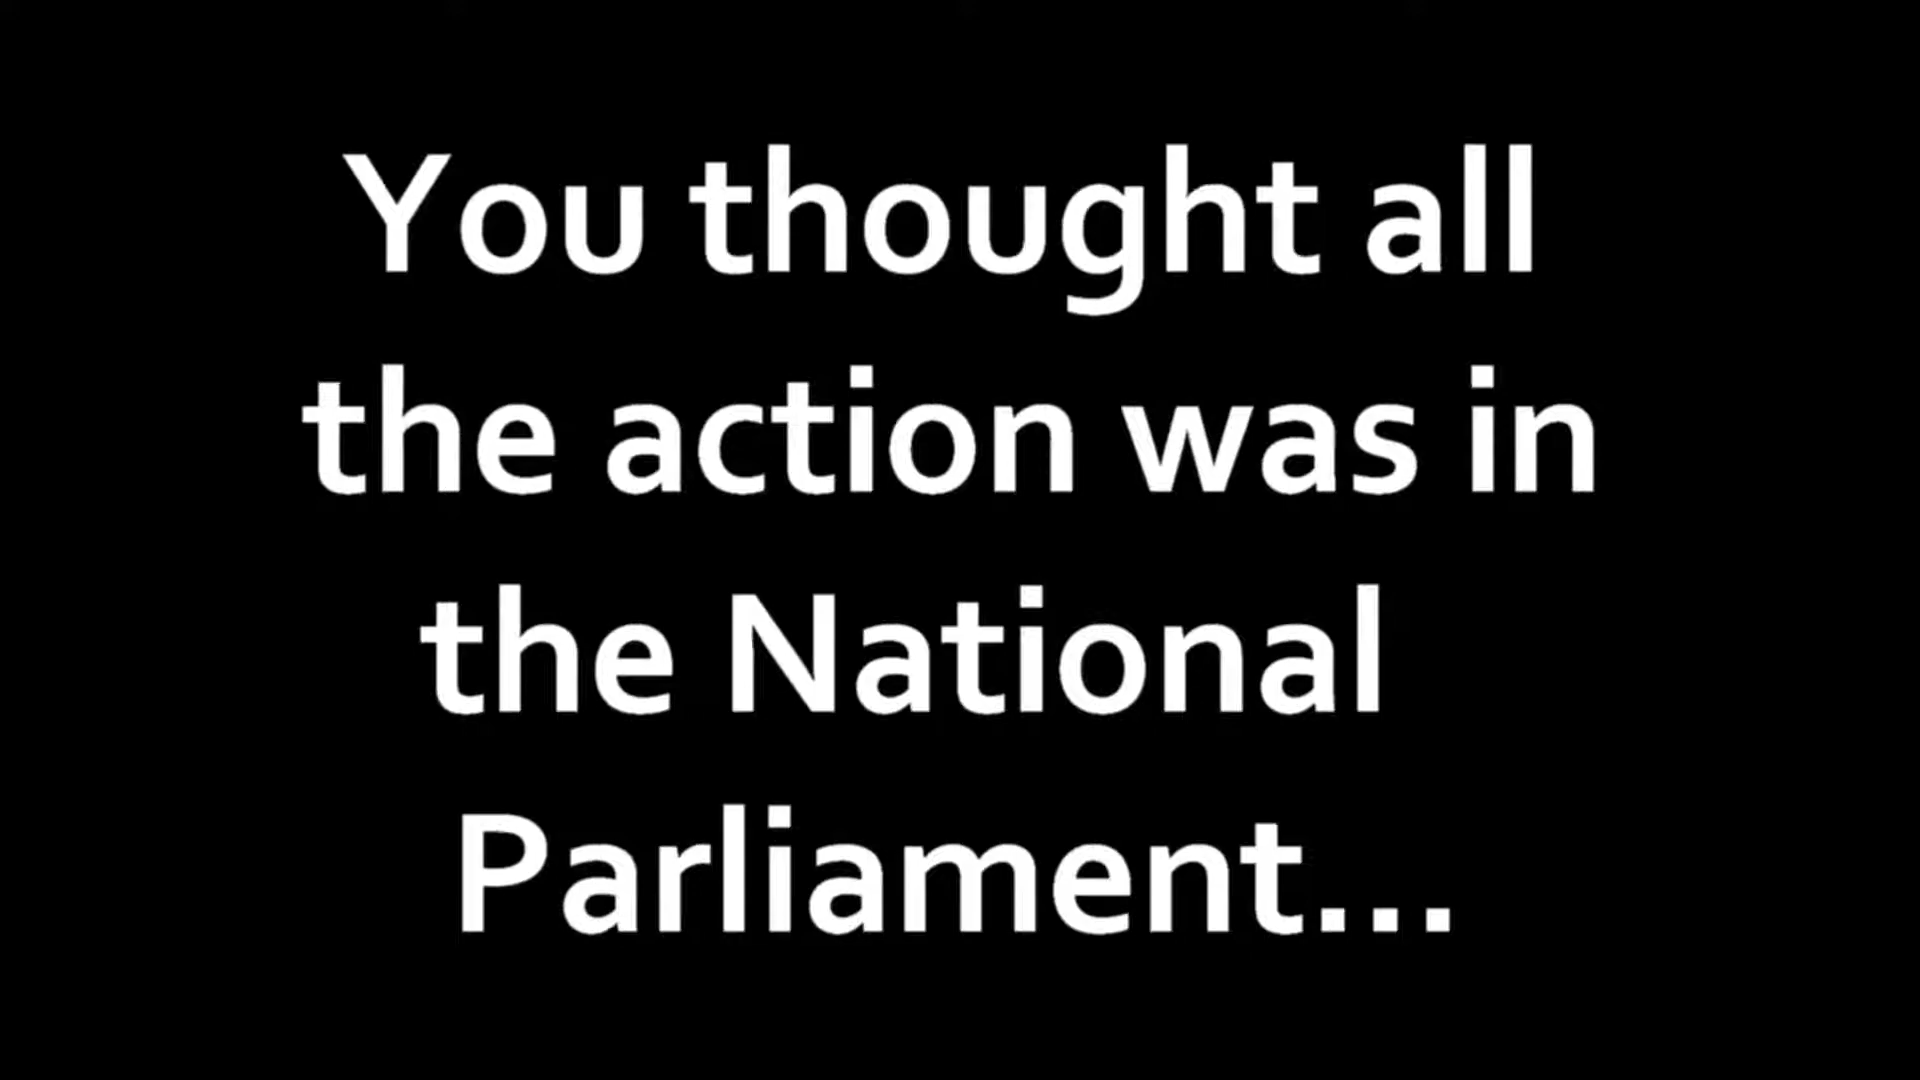 You thought all
the action was in
the National
Parliament...